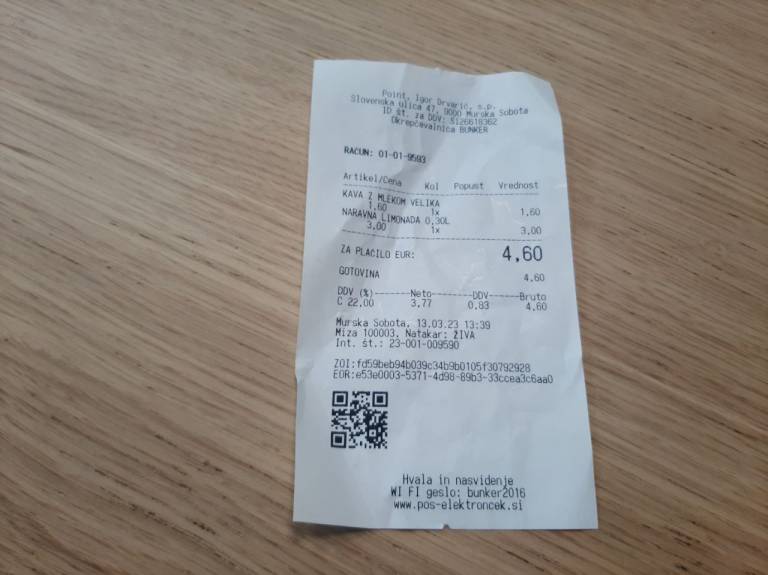 Point, Igor Drvarič, s.p.
Slovenska ulica 47, 9000 Murska Sobota
ID št. za DDV: SI26618362
Okrepčevalnica BUNKER
RAČUN: 01-01-9593
Artikel/Cena Kol Popust Vrednost
KAVA Z MLEKOM VELIKA
1,60 1x 1,60
NARAVNA LIMONADA 0,30L
3,00 1x 3,00
ZA PLAČILO EUR: 4,60
GOTOVINA 4,60
DDV (%)-------Neto-------DDV------Bruto
C 22,00 3,77 0,83 4,60
Murska Sobota, 13.03.23 13:39
Miza 100003, Natakar: ŽIVA
Int. št.: 23-001-009590
ZOI:fd59beb94b039c34b9b0105f30792928
EOR:e53e0003-5371-4d98-89b3-33ccea3c6aa0
Hvala in nasvidenje
WI FI geslo: bunker2016
www.pos-elektroncek.si